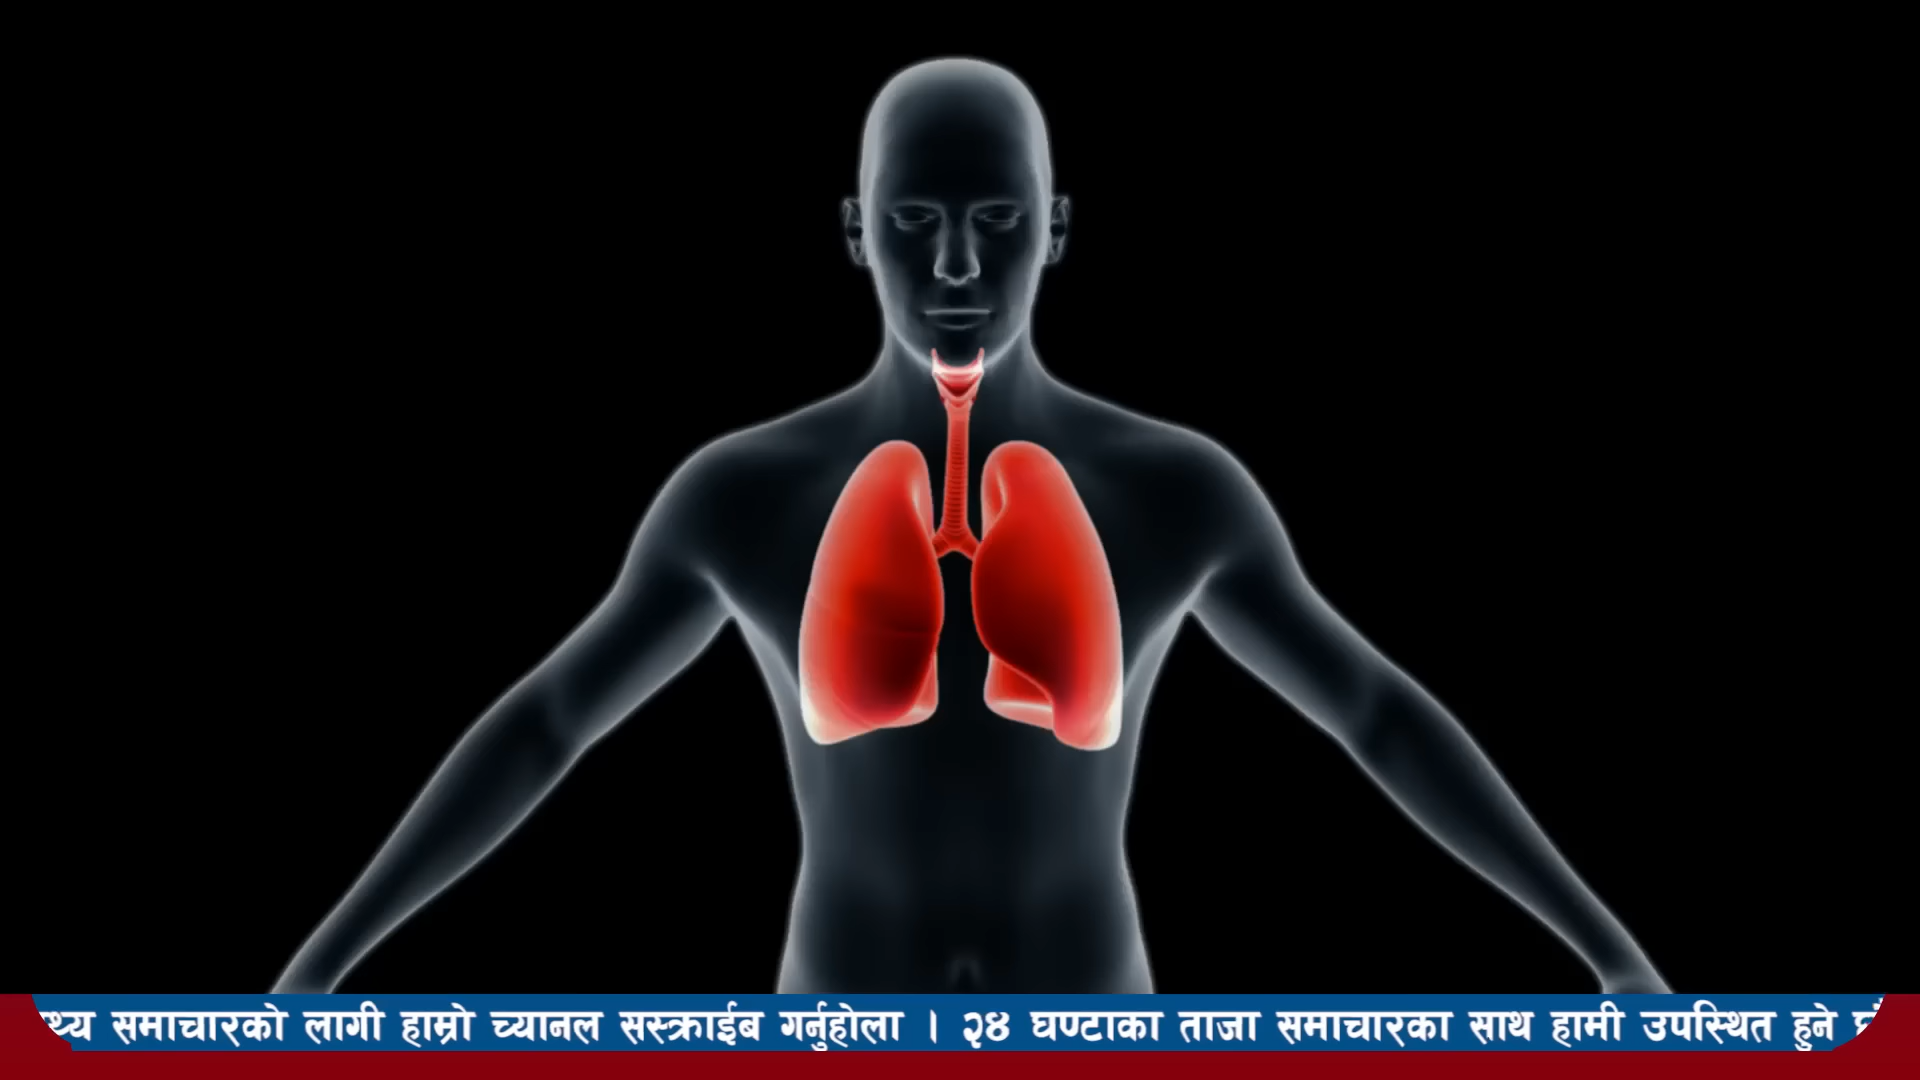 समाचारको लागी हाम्रो च्यानल सस्क्राईब गर्नुहोला । २४ घण्टाका ताजा समाचारका साथ हामी उपस्थित हुने